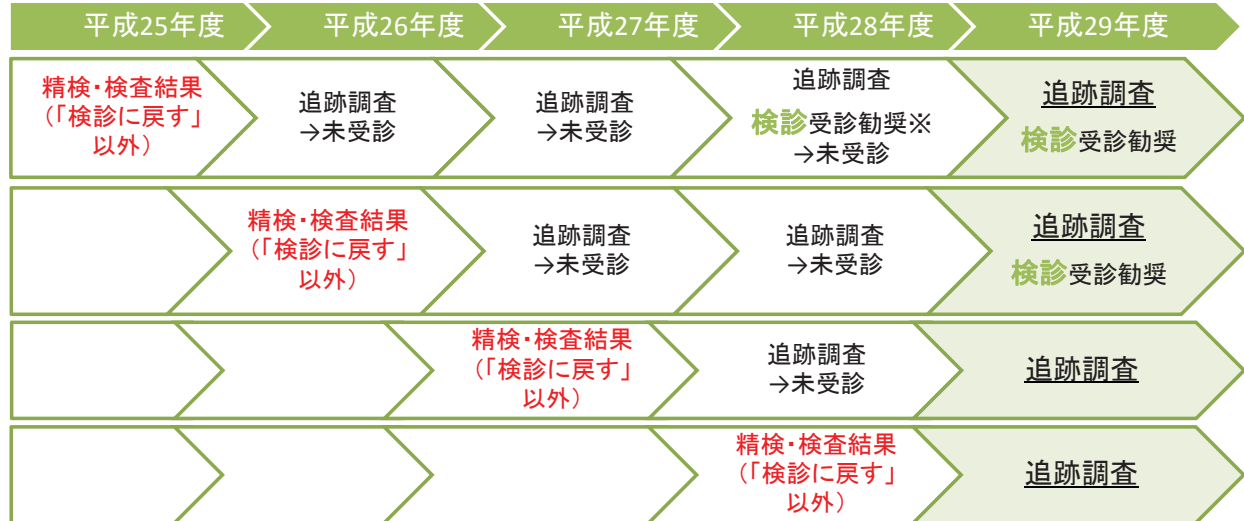 平成25年度
平成26年度
平成27年度
平成28年度
平成29年度
精検・検査結果
(「検診に戻す」
以外)
追跡調査
→未受診
追跡調査
→未受診
追跡調査
検診受診勧奨※
→未受診
追跡調査
検診受診勧奨
精検・検査結果
(「検診に戻す」
以外)
追跡調査
→未受診
追跡調査
→未受診
追跡調査
検診受診勧奨
精検・検査結果
(「検診に戻す」
以外)
追跡調査
→未受診
追跡調査
精検・検査結果
(「検診に戻す」
以外)
追跡調査